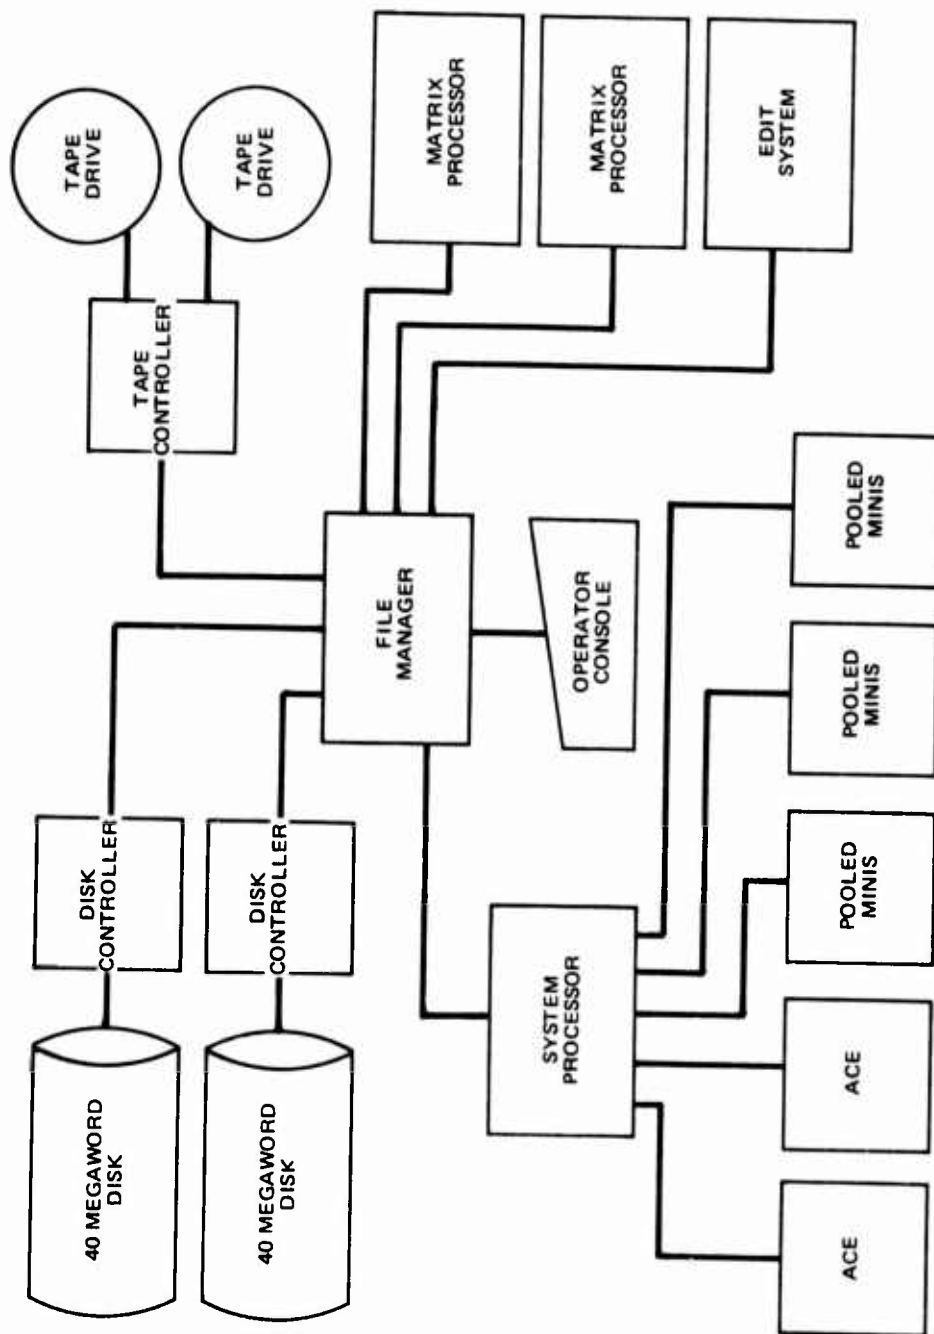 40 MEGAWORD
DISK
DISK
CONTROLLER
TAPE
DRIVE
40 MEGAWORD
DISK
DISK
CONTROLLER
TAPE
CONTROLLER
TAPE
DRIVE
FILE
MANAGER
MATRIX
PROCESSOR
SYSTEM
PROCESSOR
OPERATOR
CONSOLE
MATRIX
PROCESSOR
EDIT
SYSTEM
ACE
ACE
POOLED
MINIS
POOLED
MINIS
POOLED
MINIS